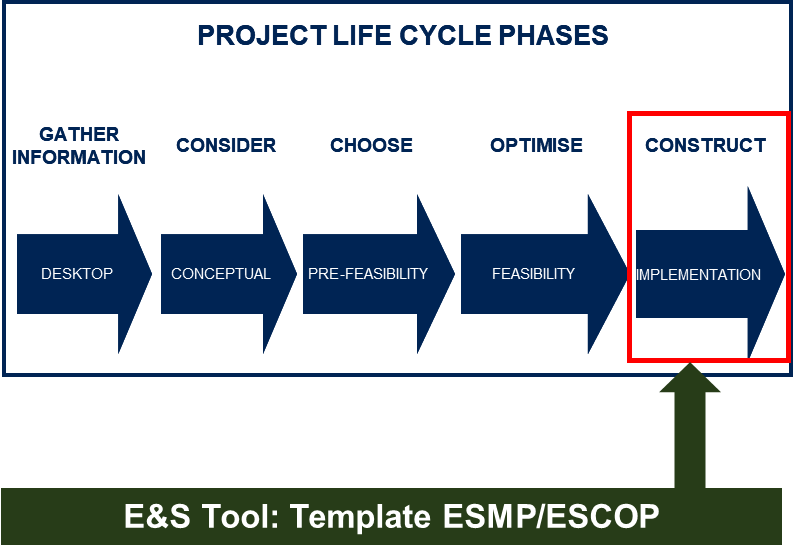 PROJECT LIFE CYCLE PHASES
GATHER
INFORMATION
CONSIDER
CHOOSE
OPTIMISE
CONSTRUCT
DESKTOP
CONCEPTUAL
PRE-FEASIBILITY
FEASIBILITY
IMPLEMENTATION
E&S Tool: Template ESMP/ESCOP